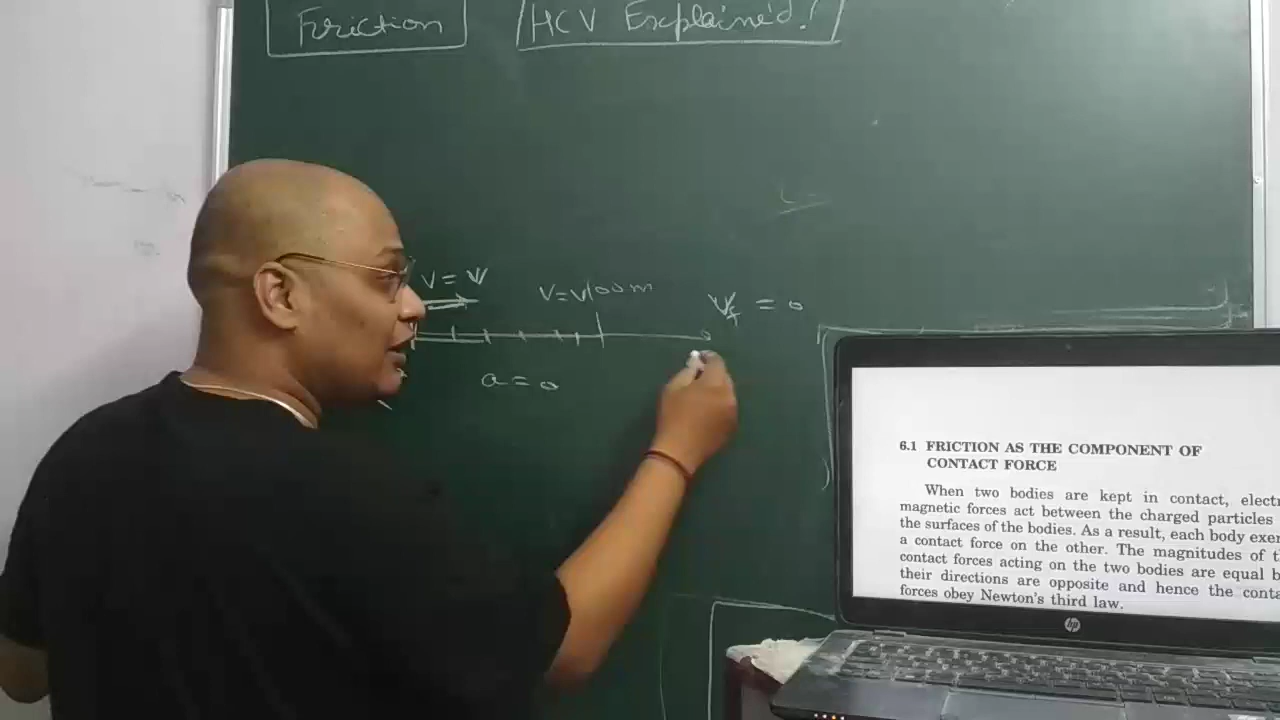 Friction
HCV Explained!
V = V
V=V
100m
Vf = 0
a = 0
6.1 FRICTION AS THE COMPONENT OF
CONTACT FORCE
When two bodies are kept in contact, electr
magnetic forces act between the charged particles
the surfaces of the bodies. As a result, each body exer
a contact force on the other. The magnitudes of t
contact forces acting on the two bodies are equal b
their directions are opposite and hence the conta
forces obey Newton's third law.
hp